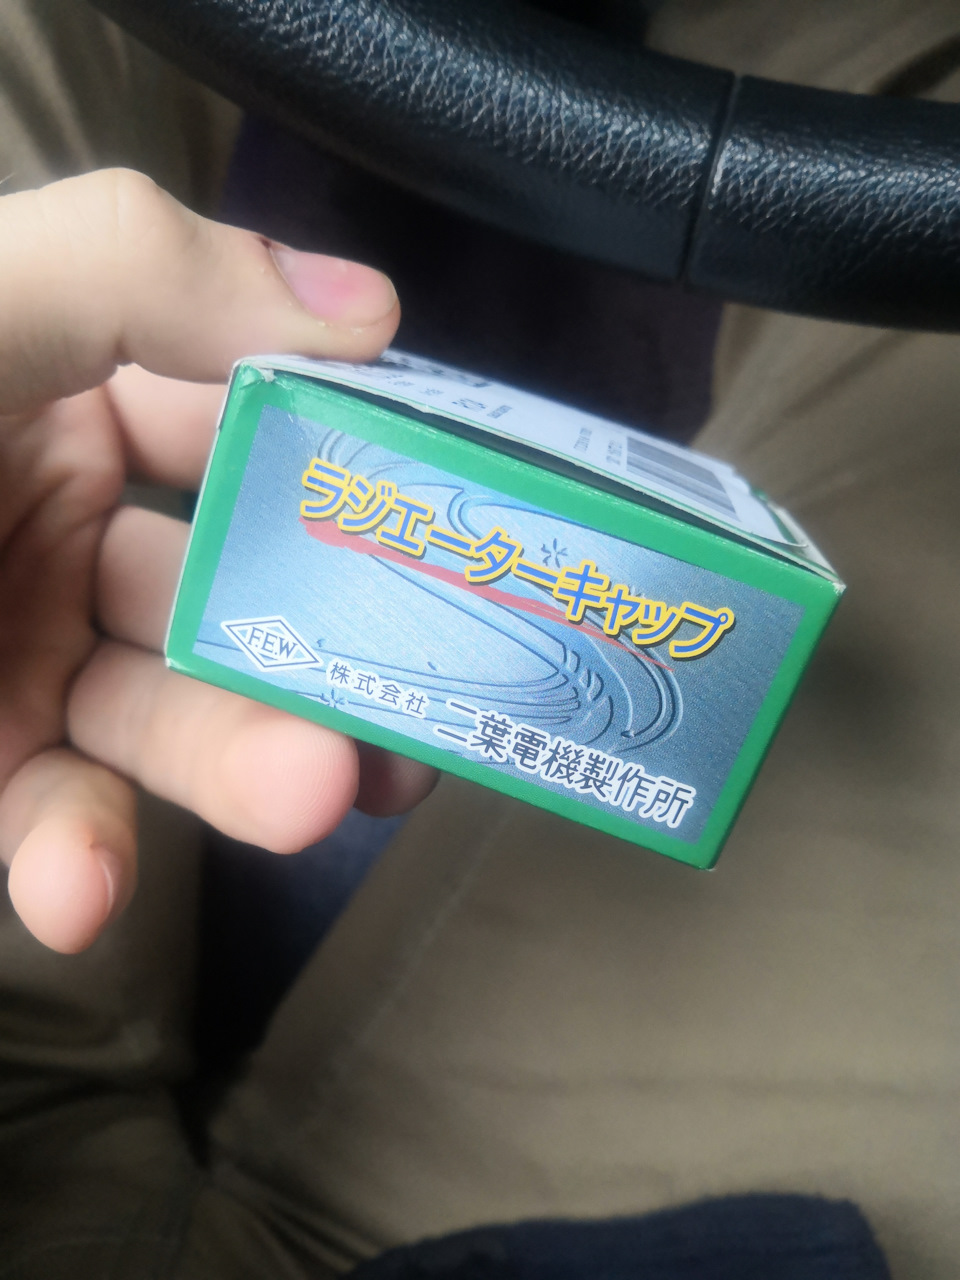 ラジエーターキャップ
F.E.W
株式会社 二葉電機製作所